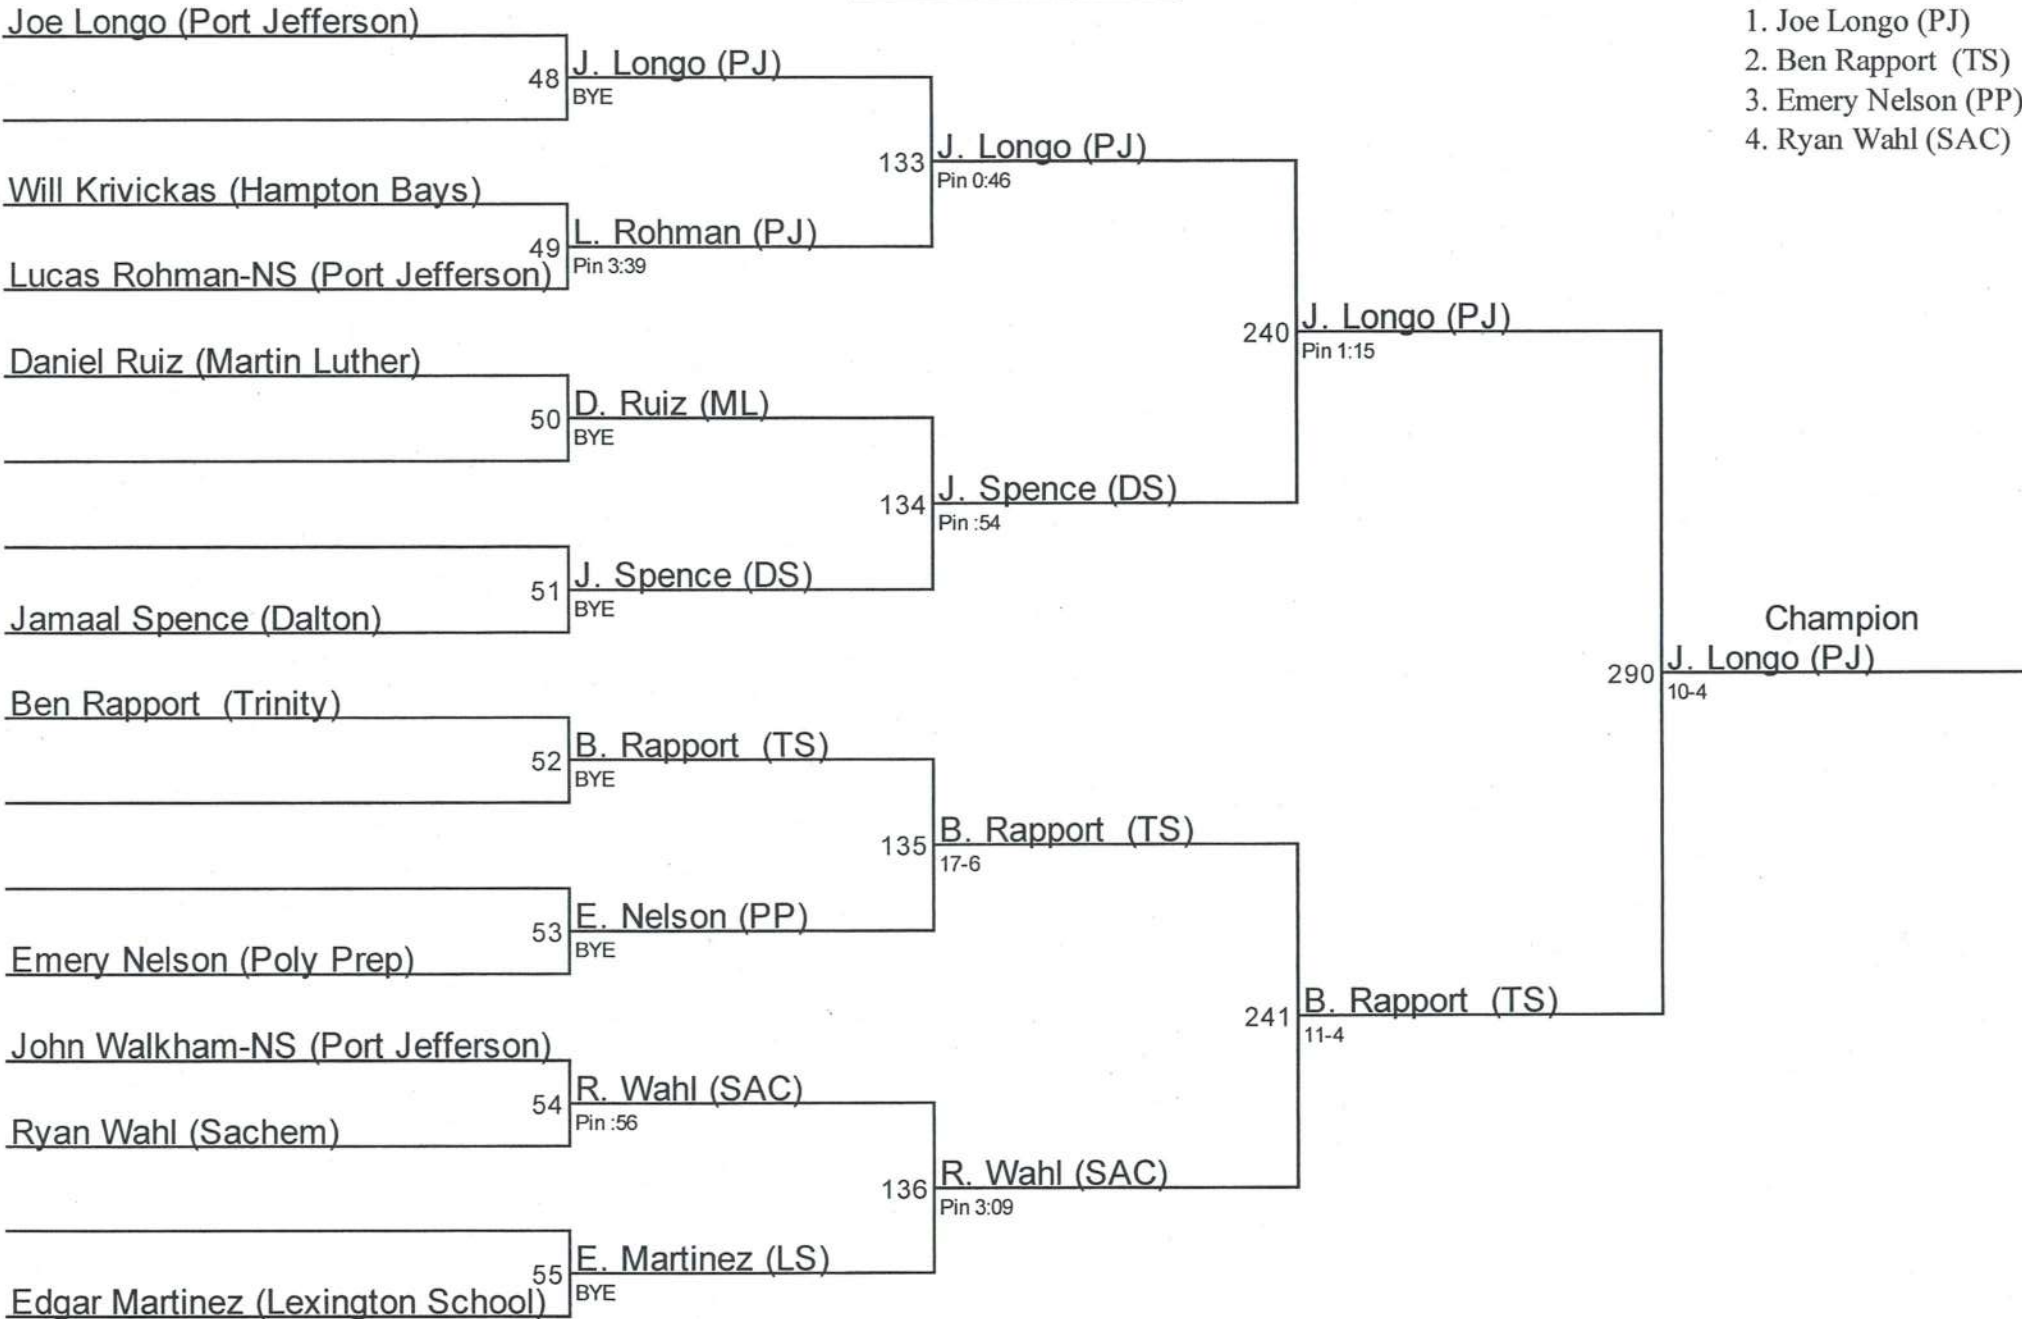 Joe Longo (Port Jefferson)
48 J. Longo (PJ)
BYE
Will Krivickas (Hampton Bays)
49 L. Rohman (PJ)
Pin 3:39
Lucas Rohman-NS (Port Jefferson)
133 J. Longo (PJ)
Pin 0:46
Daniel Ruiz (Martin Luther)
50 D. Ruiz (ML)
BYE
51 J. Spence (DS)
BYE
Jamaal Spence (Dalton)
134 J. Spence (DS)
Pin :54
240 J. Longo (PJ)
Pin 1:15
Ben Rapport (Trinity)
52 B. Rapport (TS)
BYE
53 E. Nelson (PP)
BYE
Emery Nelson (Poly Prep)
135 B. Rapport (TS)
17-6
John Walkham-NS (Port Jefferson)
54 R. Wahl (SAC)
Pin :56
Ryan Wahl (Sachem)
55 E. Martinez (LS)
BYE
Edgar Martinez (Lexington School)
136 R. Wahl (SAC)
Pin 3:09
241 B. Rapport (TS)
11-4
Champion
290 J. Longo (PJ)
10-4
1. Joe Longo (PJ)
2. Ben Rapport (TS)
3. Emery Nelson (PP)
4. Ryan Wahl (SAC)